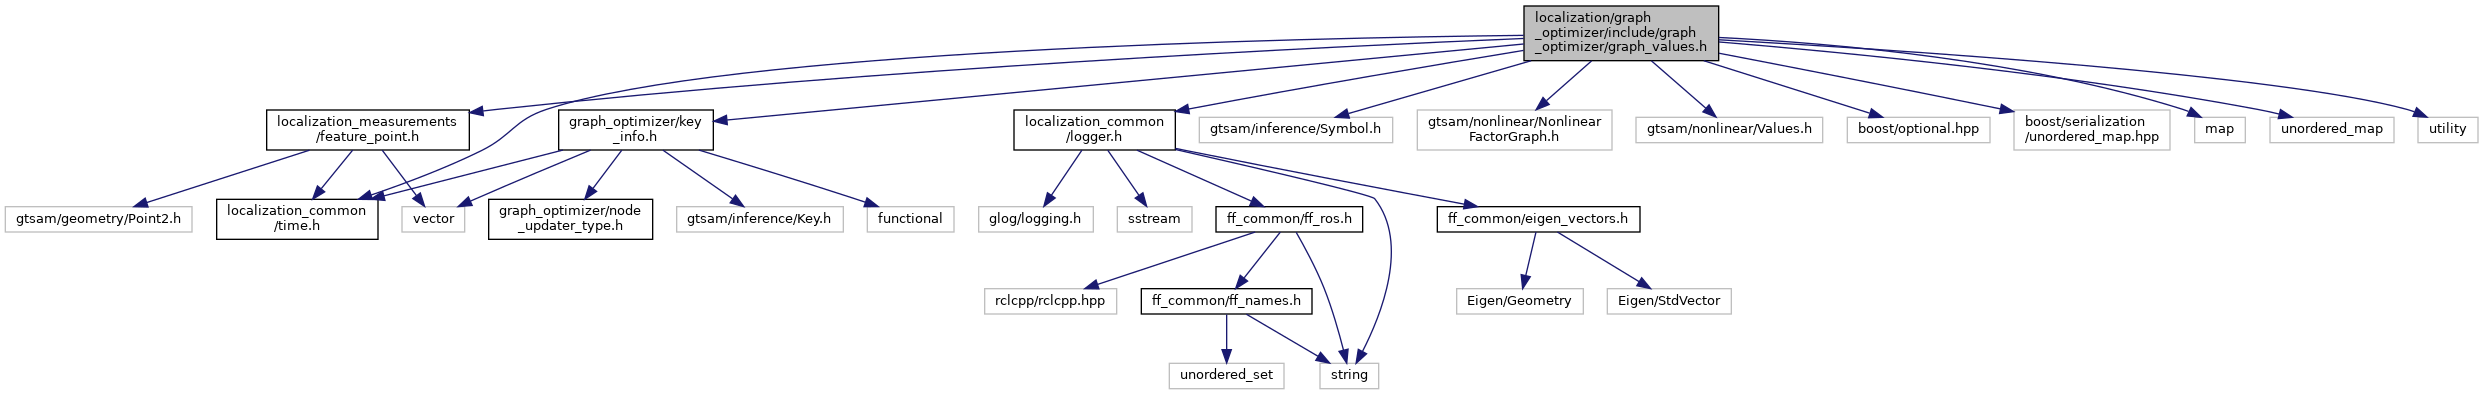 localization/graph
_optimizer/include/graph
_optimizer/graph_values.h
localization_measurements
/feature_point.h
graph_optimizer/key
_info.h
localization_common
/logger.h
gtsam/inference/Symbol.h
gtsam/nonlinear/Nonlinear
FactorGraph.h
gtsam/nonlinear/Values.h
boost/optional.hpp
boost/serialization
/unordered_map.hpp
map
unordered_map
utility
gtsam/geometry/Point2.h
localization_common
/time.h
vector
graph_optimizer/node
_updater_type.h
gtsam/inference/Key.h
functional
glog/logging.h
sstream
ff_common/ff_ros.h
ff_common/eigen_vectors.h
rclcpp/rclcpp.hpp
ff_common/ff_names.h
Eigen/Geometry
Eigen/StdVector
unordered_set
string